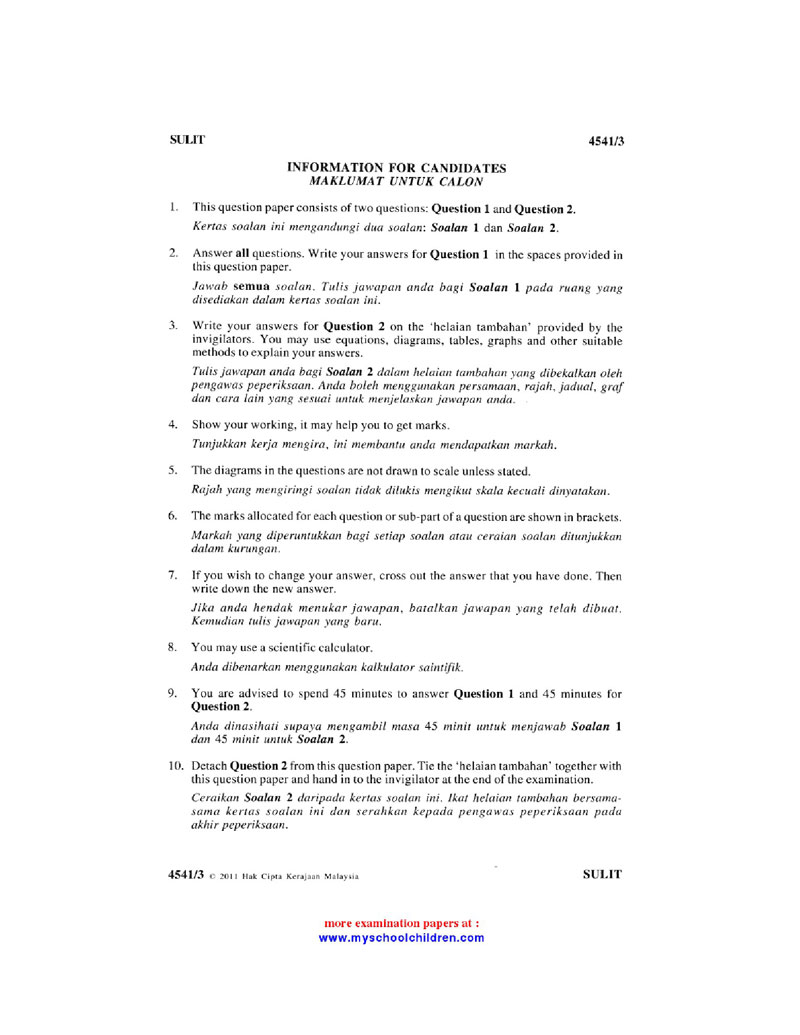 SULIT 4541/3
INFORMATION FOR CANDIDATES
MAKLUMAT UNTUK CALON
1. This question paper consists of two questions: Question 1 and Question 2.
Kertas soalan ini mengandungi dua soalan: Soalan 1 dan Soalan 2.
2. Answer all questions. Write your answers for Question 1 in the spaces provided in
this question paper.
Jawab semua soalan. Tulis jawapan anda bagi Soalan 1 pada ruang yang
disediakan dalam kertas soalan ini.
3. Write your answers for Question 2 on the ‘helaian tambahan’ provided by the
invigilators. You may use equations, diagrams, tables, graphs and other suitable
methods to explain your answers.
Tulis jawapan anda bagi Soalan 2 dalam helaian tambahan yang dibekalkan oleh
pengawas peperiksaan. Anda boleh menggunakan persamaan, rajah, jadual, graf
dan cara lain yang sesuai untuk menjelaskan jawapan anda.
4. Show your working, it may help you to get marks.
Tunjukkan kerja mengira, ini membantu anda mendapatkan markah.
5. The diagrams in the questions are not drawn to scale unless stated.
Rajah yang mengiringi soalan tidak dilukis mengikut skala kecuali dinyatakan.
6. The marks allocated for each question or sub-part of a question are shown in brackets.
Markah yang diperuntukkan bagi setiap soalan atau ceraian soalan ditunjukkan
dalam kurungan.
7. If you wish to change your answer, cross out the answer that you have done. Then
write down the new answer.
Jika anda hendak menukar jawapan, batalkan jawapan yang telah dibuat.
Kemudian tulis jawapan yang baru.
8. You may use a scientific calculator.
Anda dibenarkan menggunakan kalkulator saintifik.
9. You are advised to spend 45 minutes to answer Question 1 and 45 minutes for
Question 2.
Anda dinasihati supaya mengambil masa 45 minit untuk menjawab Soalan 1
dan 45 minit untuk Soalan 2.
10. Detach Question 2 from this question paper. Tie the ‘helaian tambahan’ together with
this question paper and hand in to the invigilator at the end of the examination.
Ceraikan Soalan 2 daripada kertas soalan ini. Ikat helaian tambahan bersama-
sama kertas soalan ini dan serahkan kepada pengawas peperiksaan pada
akhir peperiksaan.
4541/3 © 2011 Hak Cipta Kerajaan Malaysia SULIT
more examination papers at :
www.myschoolchildren.com